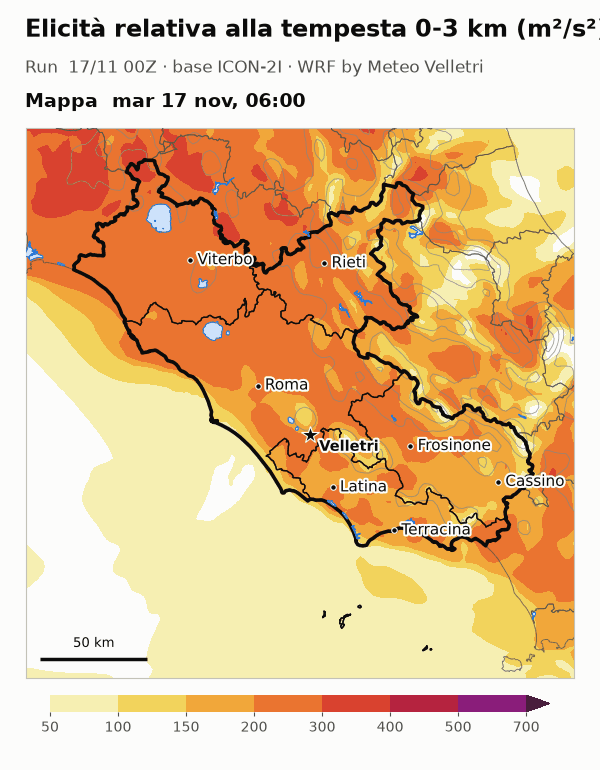 Elicità relativa alla tempesta 0-3 km (m²/s²)
Run 17/11 00Z · base ICON-2I · WRF by Meteo Velletri
Mappa mar 17 nov, 06:00
Viterbo
Rieti
Roma
Velletri
Frosinone
Latina
Cassino
Terracina
50 km
50 100 150 200 300 400 500 700